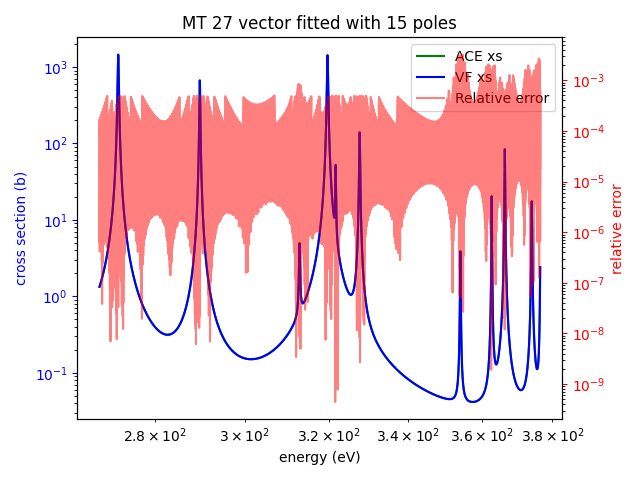 MT 27 vector fitted with 15 poles
ACE xs
VF xs
Relative error
cross section (b)
10³
10²
10¹
10⁰
10⁻¹
relative error
10⁻³
10⁻⁴
10⁻⁵
10⁻⁶
10⁻⁷
10⁻⁸
10⁻⁹
2.8 × 10² 3 × 10² 3.2 × 10² 3.4 × 10² 3.6 × 10² 3.8 × 10²
energy (eV)